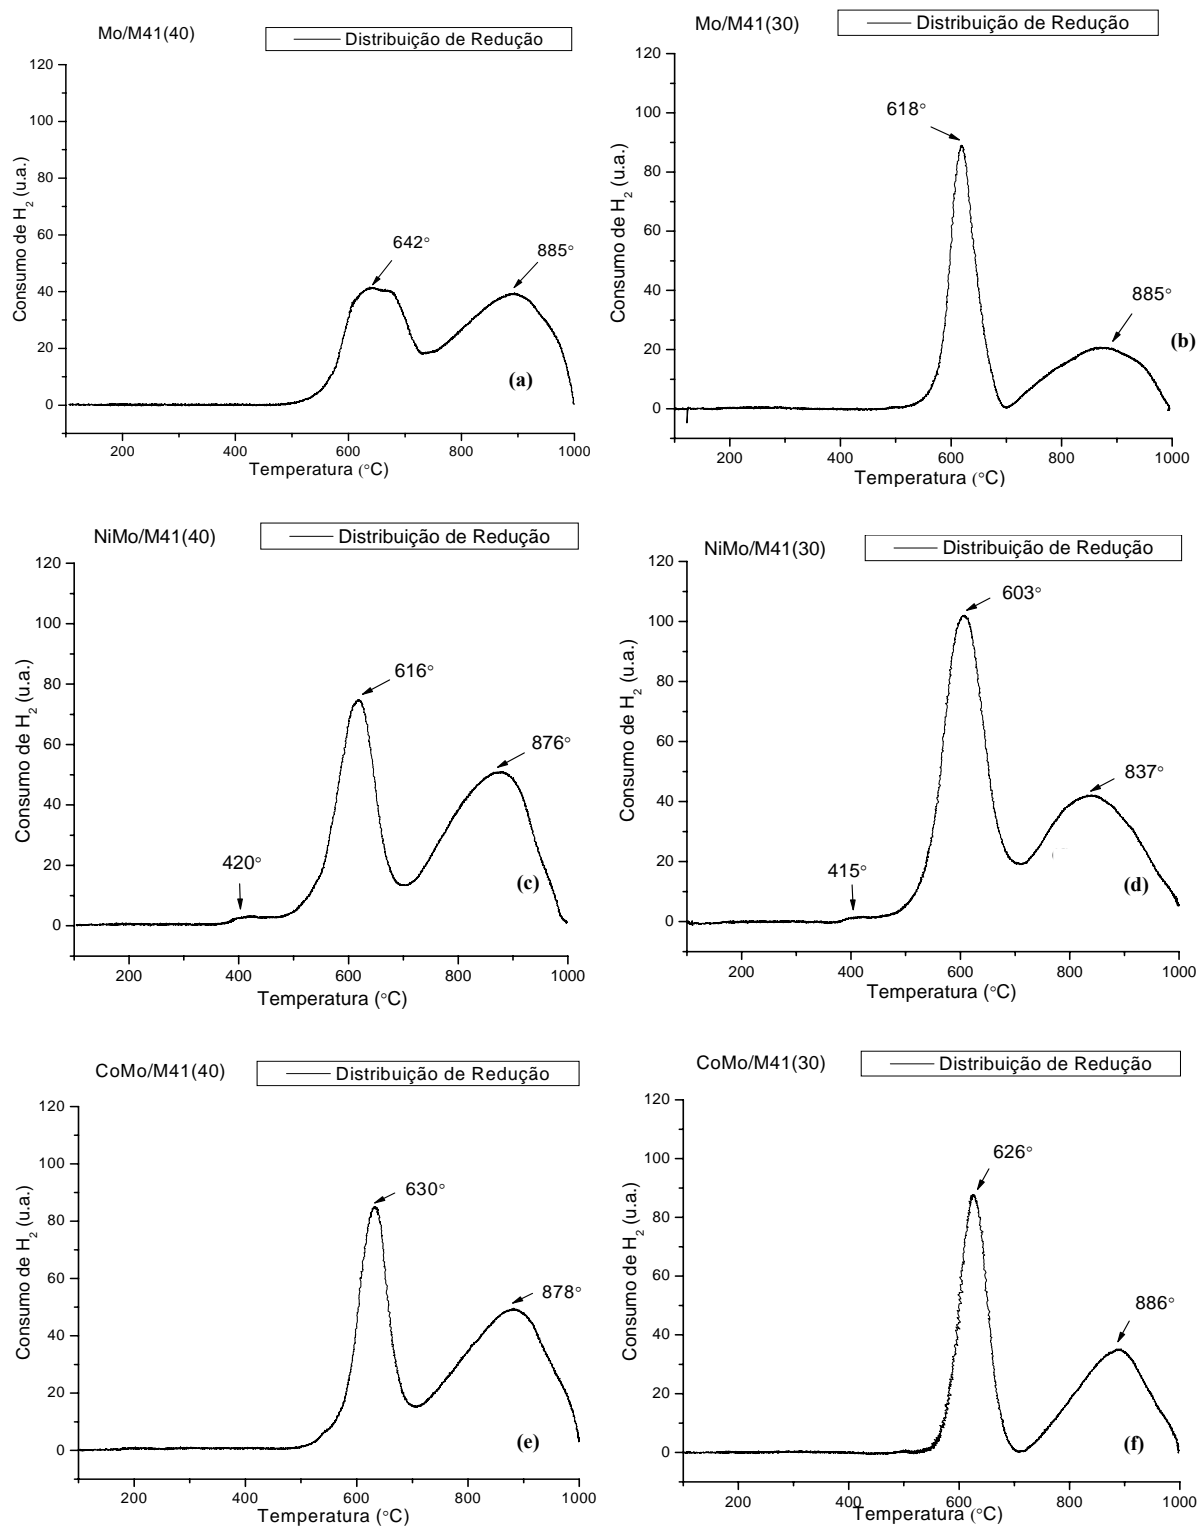 Mo/M41(40)
Distribuição de Redução
120
100
80
60
40
20
0
Consumo de H2 (u.a.)
642°
885°
(a)
200
400
600
800
1000
Temperatura (°C)
Mo/M41(30)
Distribuição de Redução
120
100
80
60
40
20
0
Consumo de H2 (u.a.)
618°
885°
(b)
200
400
600
800
1000
Temperatura (°C)
NiMo/M41(40)
Distribuição de Redução
120
100
80
60
40
20
0
Consumo de H2 (u.a.)
616°
876°
420°
(c)
200
400
600
800
1000
Temperatura (°C)
NiMo/M41(30)
Distribuição de Redução
120
100
80
60
40
20
0
Consumo de H2 (u.a.)
603°
837°
415°
(d)
200
400
600
800
1000
Temperatura (°C)
CoMo/M41(40)
Distribuição de Redução
120
100
80
60
40
20
0
Consumo de H2 (u.a.)
630°
878°
(e)
200
400
600
800
1000
Temperatura (°C)
CoMo/M41(30)
Distribuição de Redução
120
100
80
60
40
20
0
Consumo de H2 (u.a.)
626°
886°
(f)
200
400
600
800
1000
Temperatura (°C)